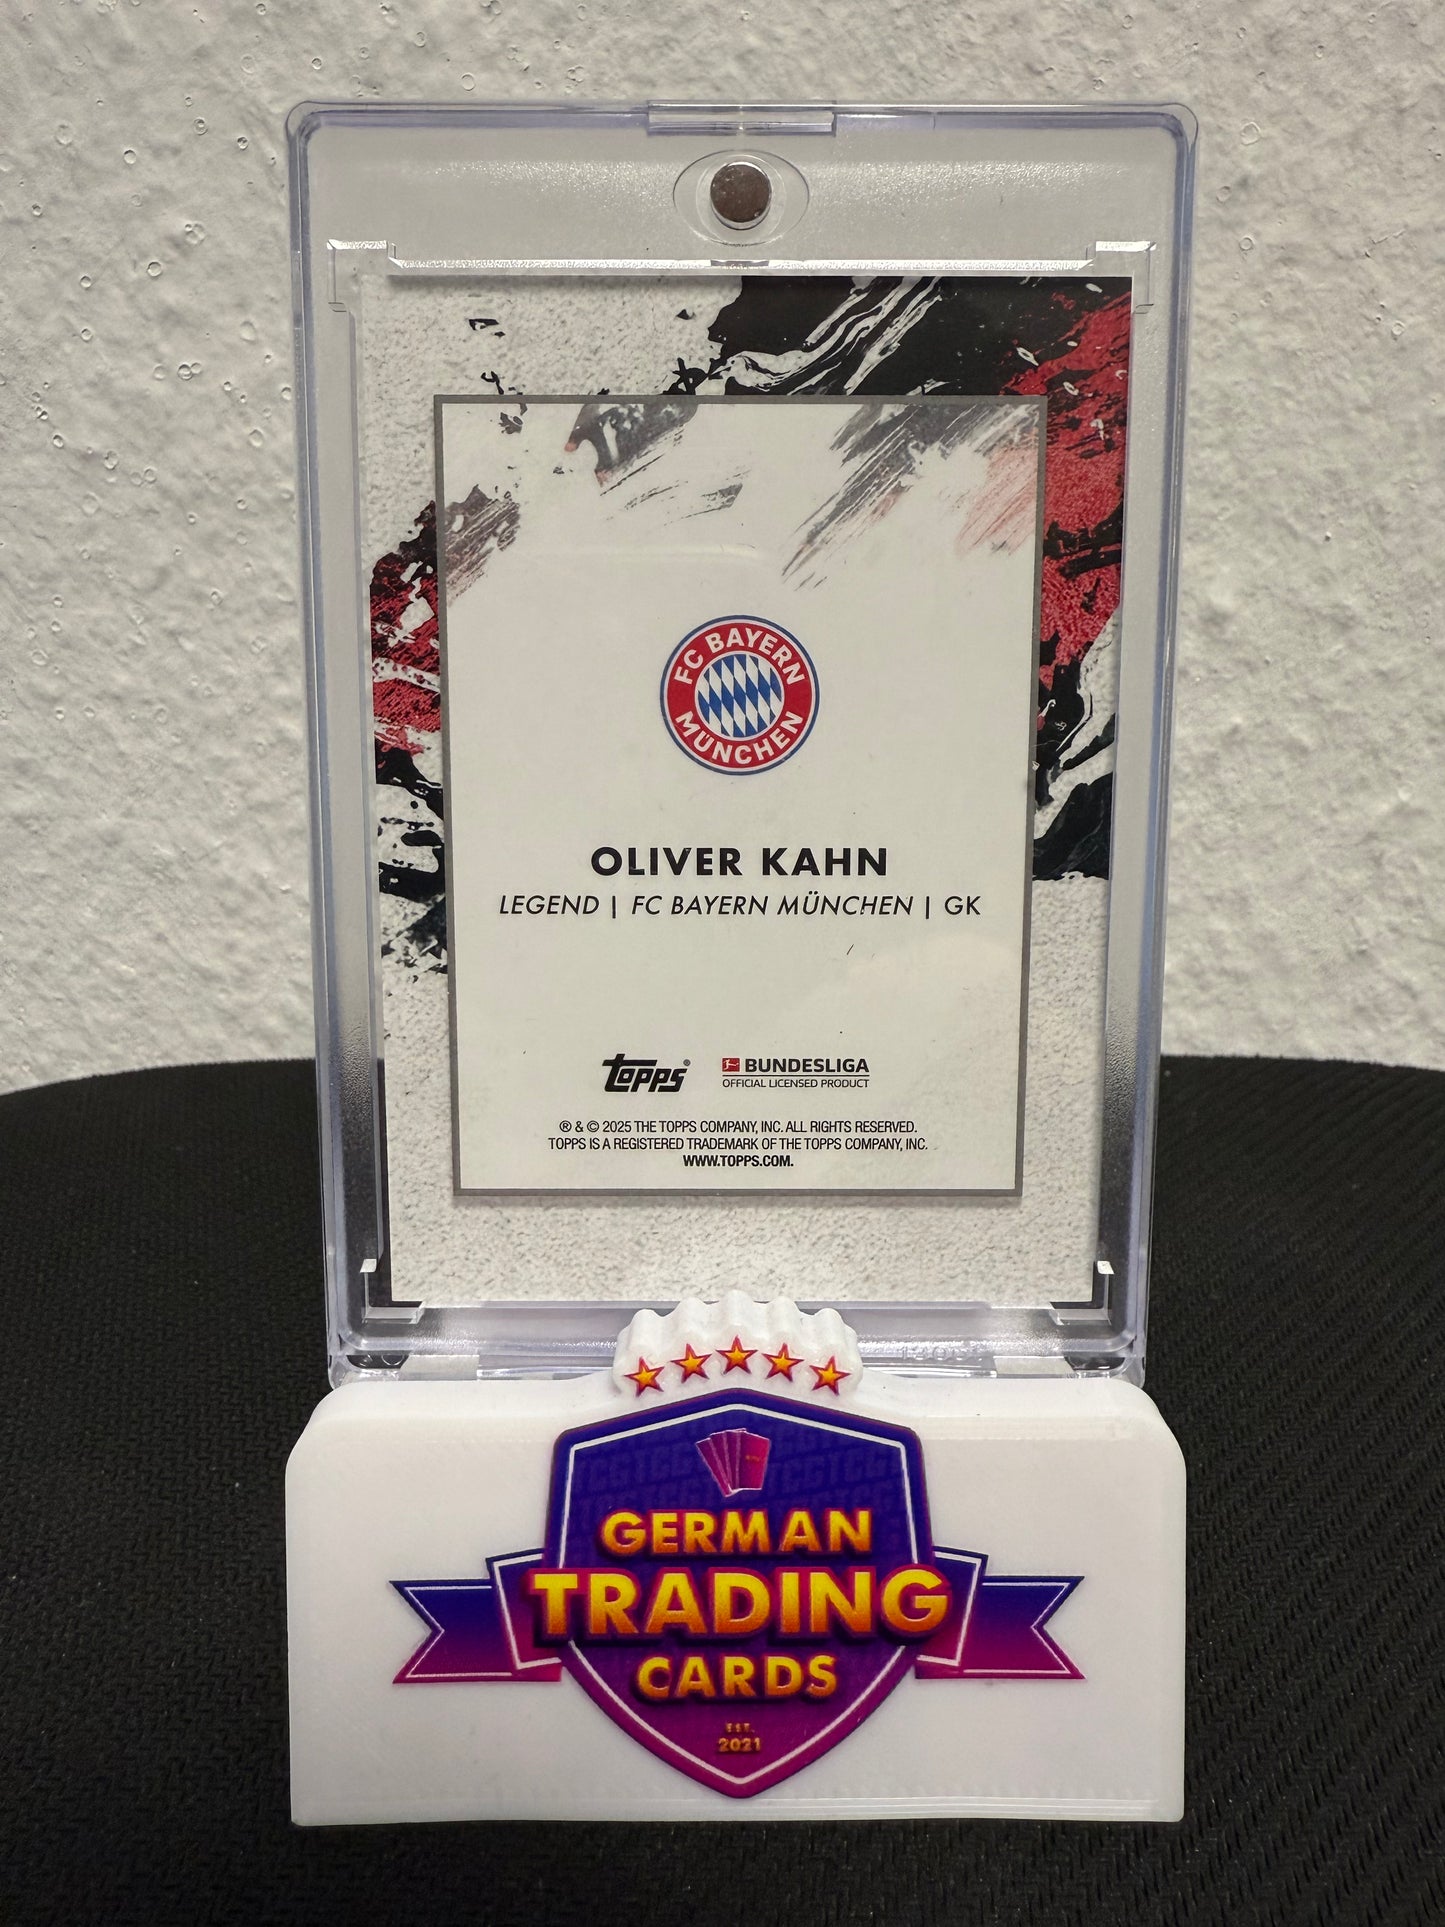 FC BAYERN
MÜNCHEN
OLIVER KAHN
LEGEND | FC BAYERN MÜNCHEN | GK
Topps®
BUNDESLIGA
OFFICIAL LICENSED PRODUCT
® & © 2025 THE TOPPS COMPANY, INC. ALL RIGHTS RESERVED.
TOPPS IS A REGISTERED TRADEMARK OF THE TOPPS COMPANY, INC.
WWW.TOPPS.COM.
GERMAN
TRADING
CARDS
EST.
2021